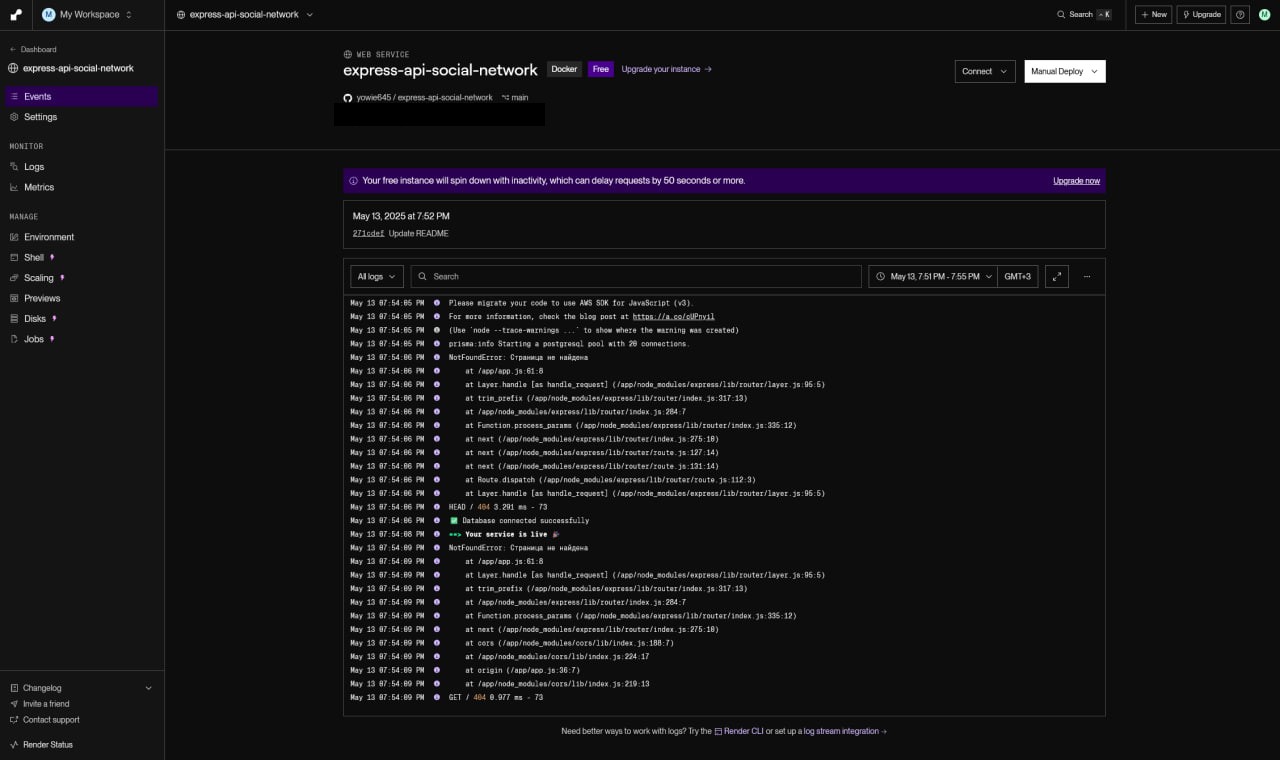 My Workspace
express-api-social-network
Search
K
+ New
Upgrade
M
← Dashboard
express-api-social-network
Events
Settings
MONITOR
Logs
Metrics
MANAGE
Environment
Shell
Scaling
Previews
Disks
Jobs
Changelog
Invite a friend
Contact support
Render Status
WEB SERVICE
express-api-social-network Docker Free Upgrade your instance →
Connect
Manual Deploy
yowie645 / express-api-social-network main
Your free instance will spin down with inactivity, which can delay requests by 50 seconds or more.
Upgrade now
May 13, 2025 at 7:52 PM
271cdef Update README
All logs
Search
May 13, 7:51 PM - 7:55 PM
GMT+3
...
May 13 07:54:05 PM Please migrate your code to use AWS SDK for JavaScript (v3).
May 13 07:54:05 PM For more information, check the blog post at https://a.co/cUPnyil
May 13 07:54:05 PM (Use `node --trace-warnings ...` to show where the warning was created)
May 13 07:54:05 PM prisma:info Starting a postgresql pool with 20 connections.
May 13 07:54:06 PM NotFoundError: Страница не найдена
May 13 07:54:06 PM at /app/app.js:61:8
May 13 07:54:06 PM at Layer.handle [as handle_request] (/app/node_modules/express/lib/router/layer.js:95:5)
May 13 07:54:06 PM at trim_prefix (/app/node_modules/express/lib/router/index.js:317:13)
May 13 07:54:06 PM at /app/node_modules/express/lib/router/index.js:284:7
May 13 07:54:06 PM at Function.process_params (/app/node_modules/express/lib/router/index.js:335:12)
May 13 07:54:06 PM at next (/app/node_modules/express/lib/router/index.js:275:10)
May 13 07:54:06 PM at next (/app/node_modules/express/lib/router/route.js:127:14)
May 13 07:54:06 PM at next (/app/node_modules/express/lib/router/route.js:131:14)
May 13 07:54:06 PM at Route.dispatch (/app/node_modules/express/lib/router/route.js:112:3)
May 13 07:54:06 PM at Layer.handle [as handle_request] (/app/node_modules/express/lib/router/layer.js:95:5)
May 13 07:54:06 PM HEAD / 404 3.291 ms - 73
May 13 07:54:06 PM ✅ Database connected successfully
May 13 07:54:08 PM ==> Your service is live 🎉
May 13 07:54:09 PM NotFoundError: Страница не найдена
May 13 07:54:09 PM at /app/app.js:61:8
May 13 07:54:09 PM at Layer.handle [as handle_request] (/app/node_modules/express/lib/router/layer.js:95:5)
May 13 07:54:09 PM at trim_prefix (/app/node_modules/express/lib/router/index.js:317:13)
May 13 07:54:09 PM at /app/node_modules/express/lib/router/index.js:284:7
May 13 07:54:09 PM at Function.process_params (/app/node_modules/express/lib/router/index.js:335:12)
May 13 07:54:09 PM at next (/app/node_modules/express/lib/router/index.js:275:10)
May 13 07:54:09 PM at cors (/app/node_modules/cors/lib/index.js:188:7)
May 13 07:54:09 PM at /app/node_modules/cors/lib/index.js:224:17
May 13 07:54:09 PM at origin (/app/app.js:36:7)
May 13 07:54:09 PM at /app/node_modules/cors/lib/index.js:219:13
May 13 07:54:09 PM GET / 404 0.977 ms - 73
Need better ways to work with logs? Try the Render CLI or set up a log stream integration →